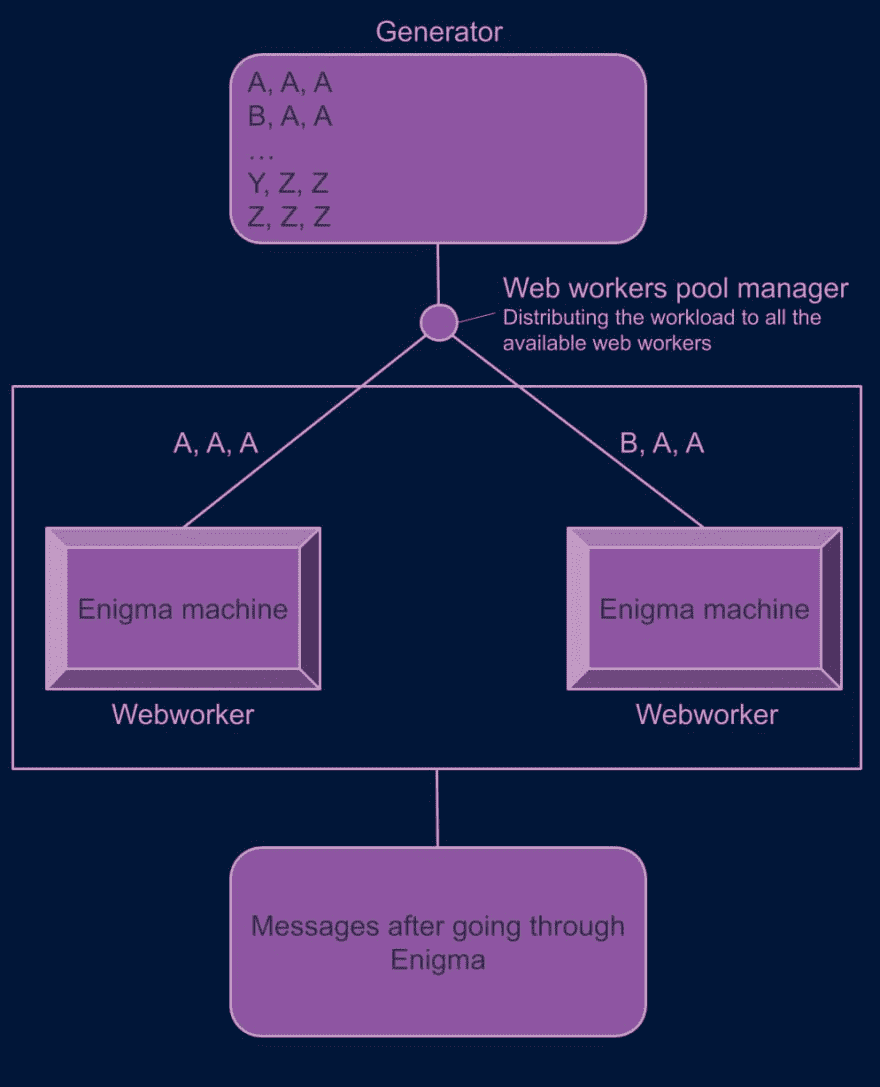 Generator
A, A, A
B, A, A
...
Y, Z, Z
Z, Z, Z
Web workers pool manager
Distributing the workload to all the
available web workers
A, A, A
B, A, A
Enigma machine
Enigma machine
Webworker
Webworker
Messages after going through
Enigma